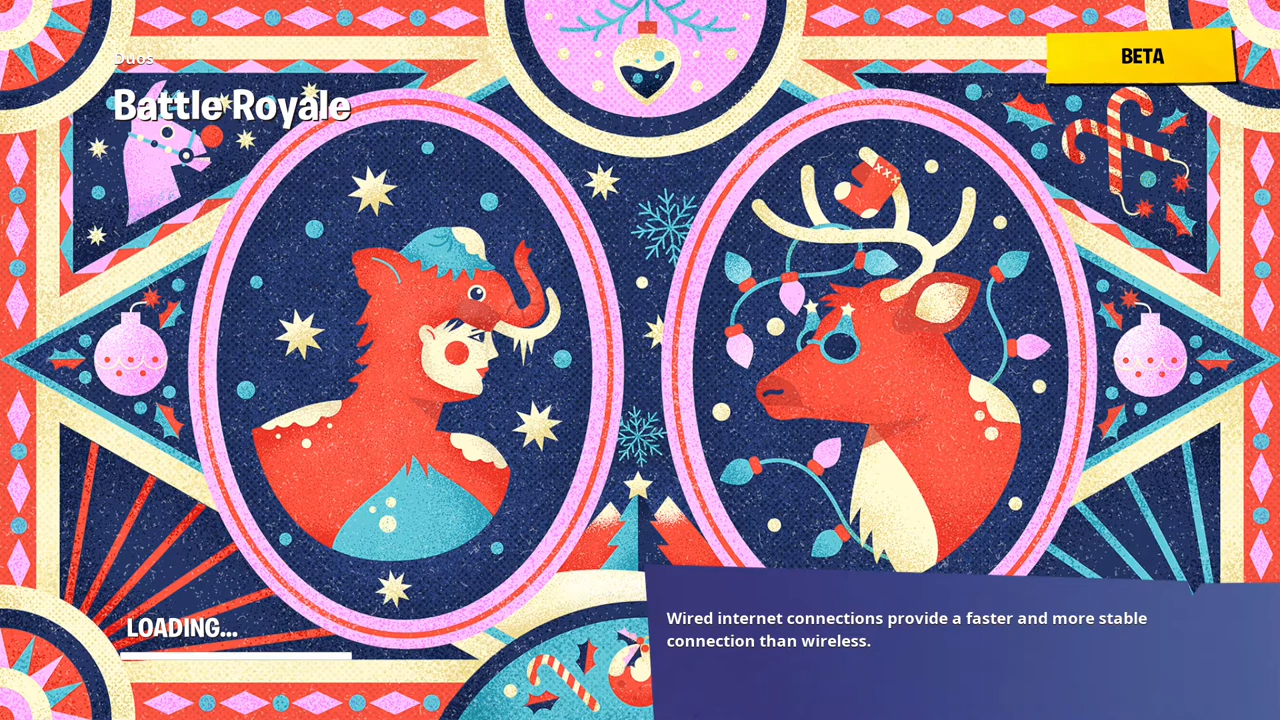 Duos
Battle Royale
BETA
LOADING...
Wired internet connections provide a faster and more stable
connection than wireless.